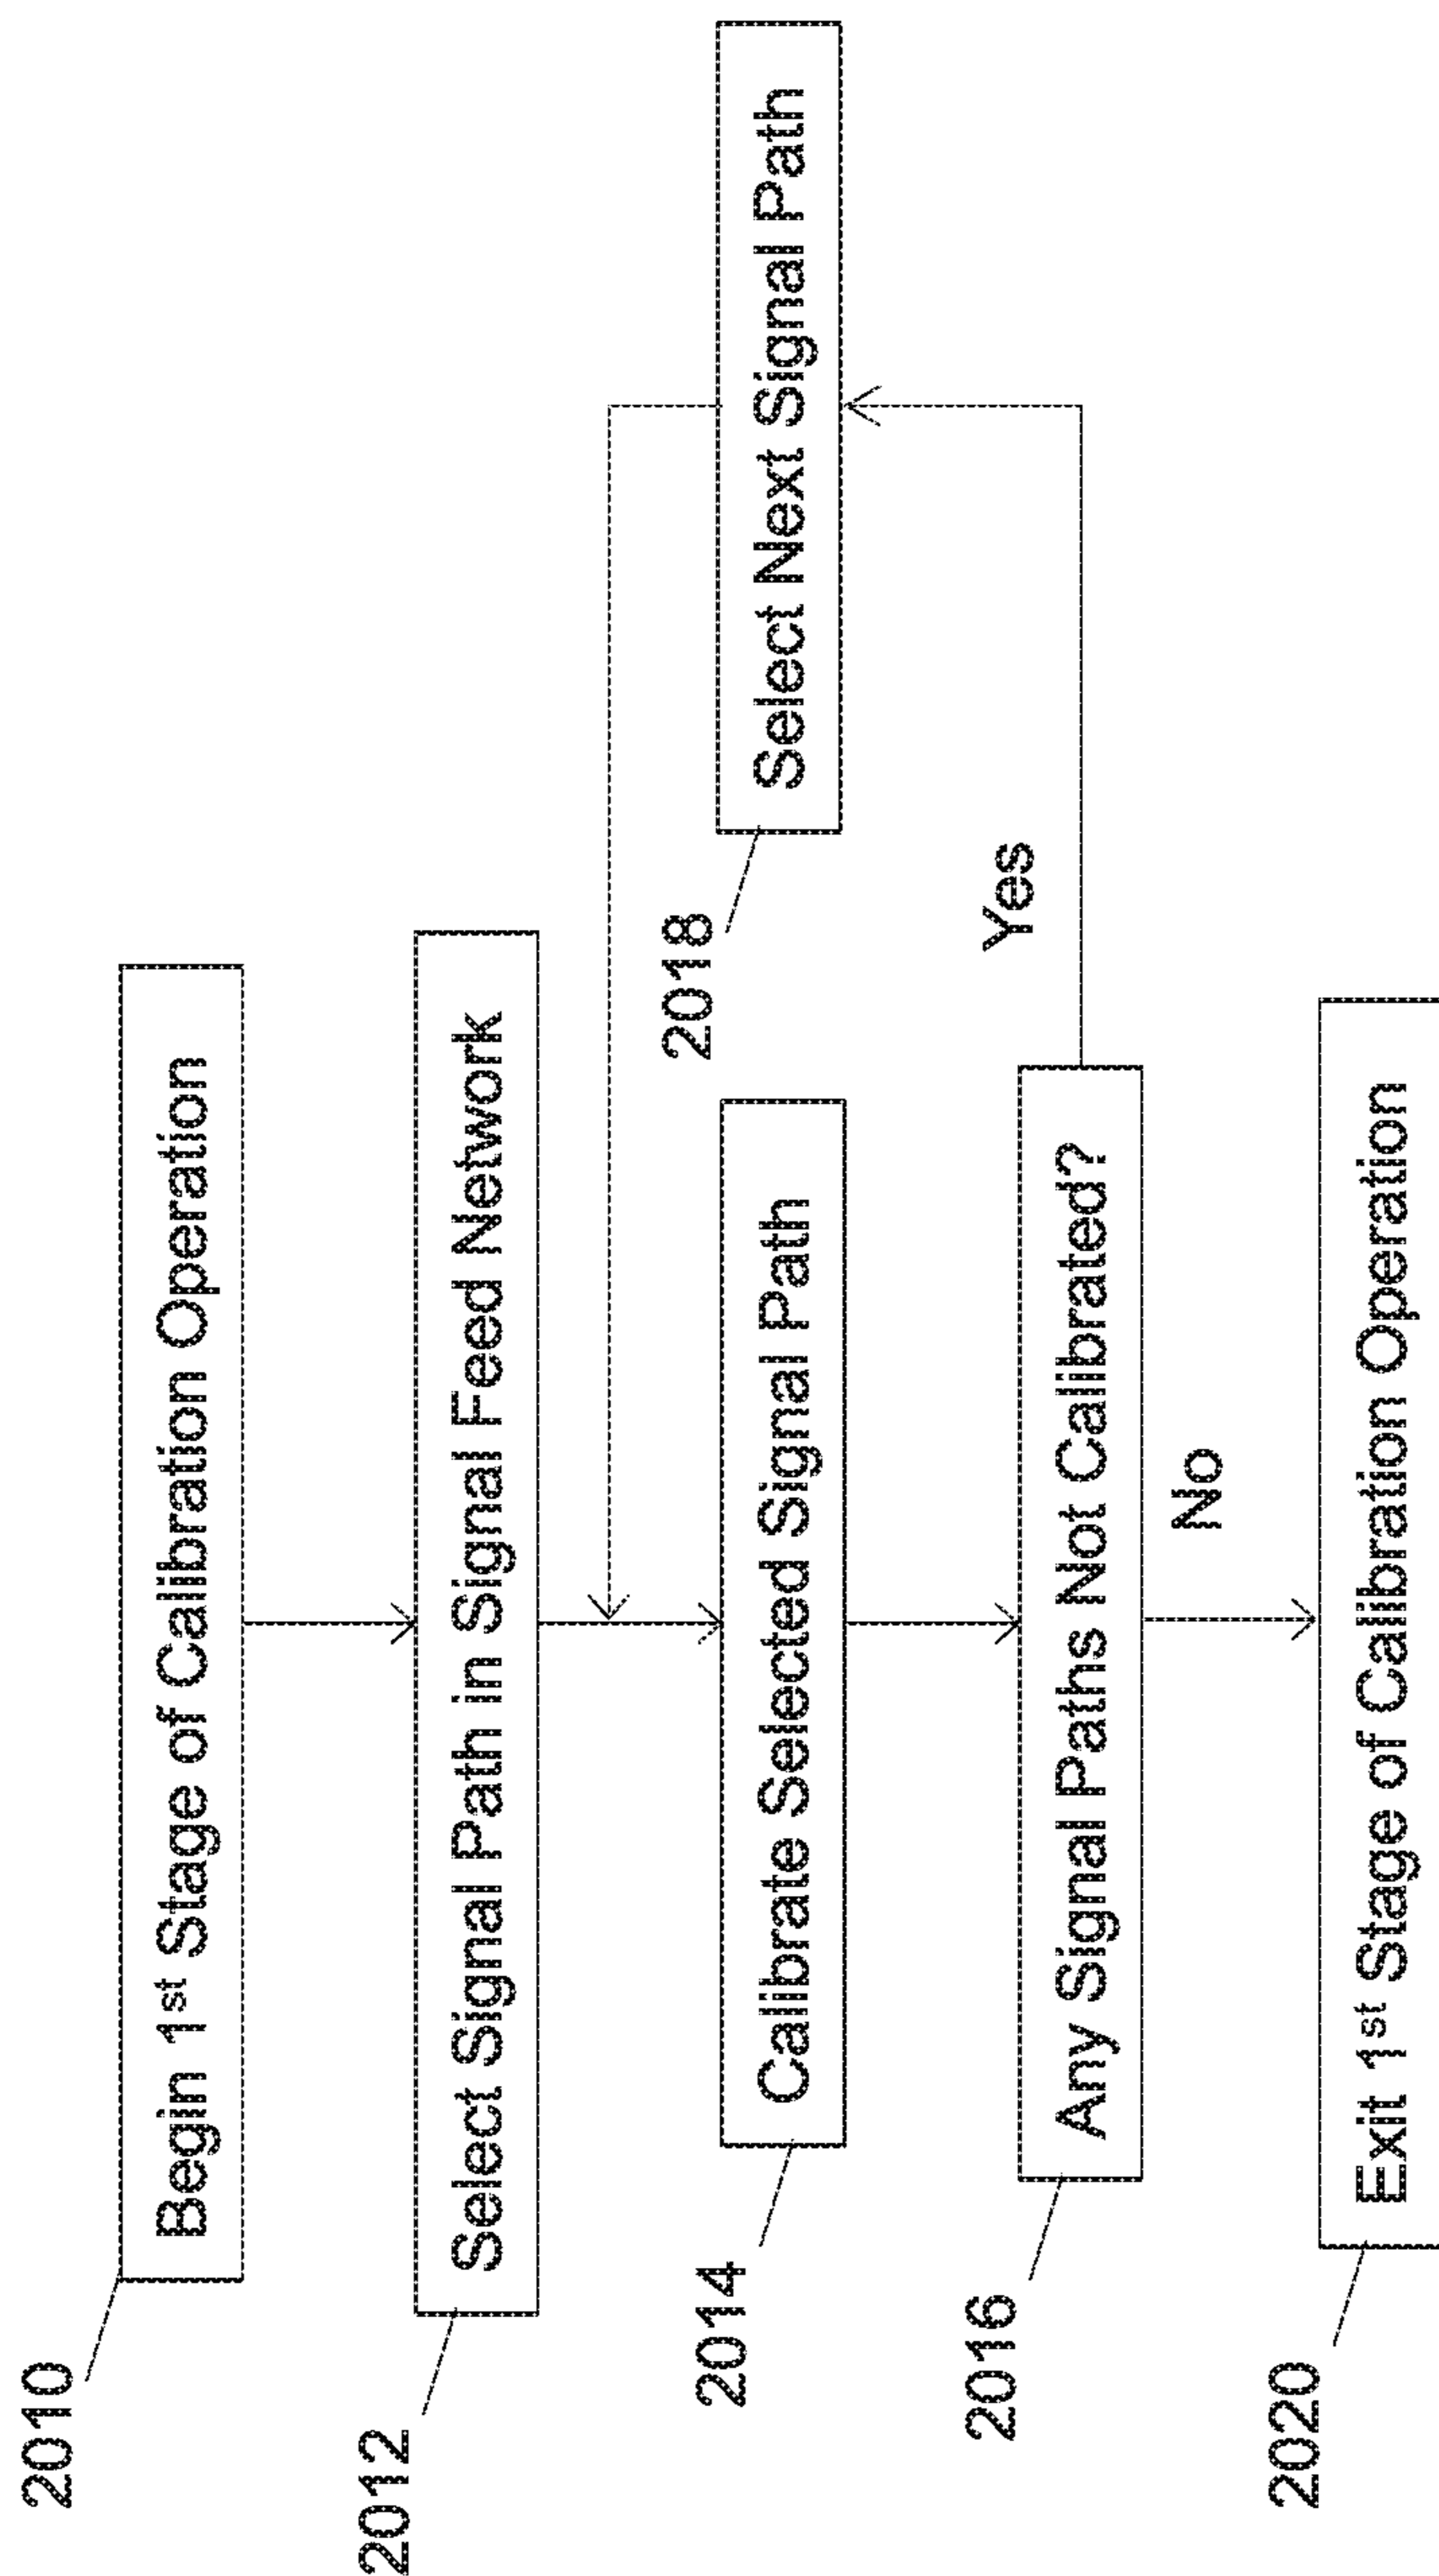 2010
Begin 1st Stage of Calibration Operation
2012
Select Signal Path in Signal Feed Network
2014
Calibrate Selected Signal Path
2018
Select Next Signal Path
2016
Any Signal Paths Not Calibrated?
Yes
No
2020
Exit 1st Stage of Calibration Operation